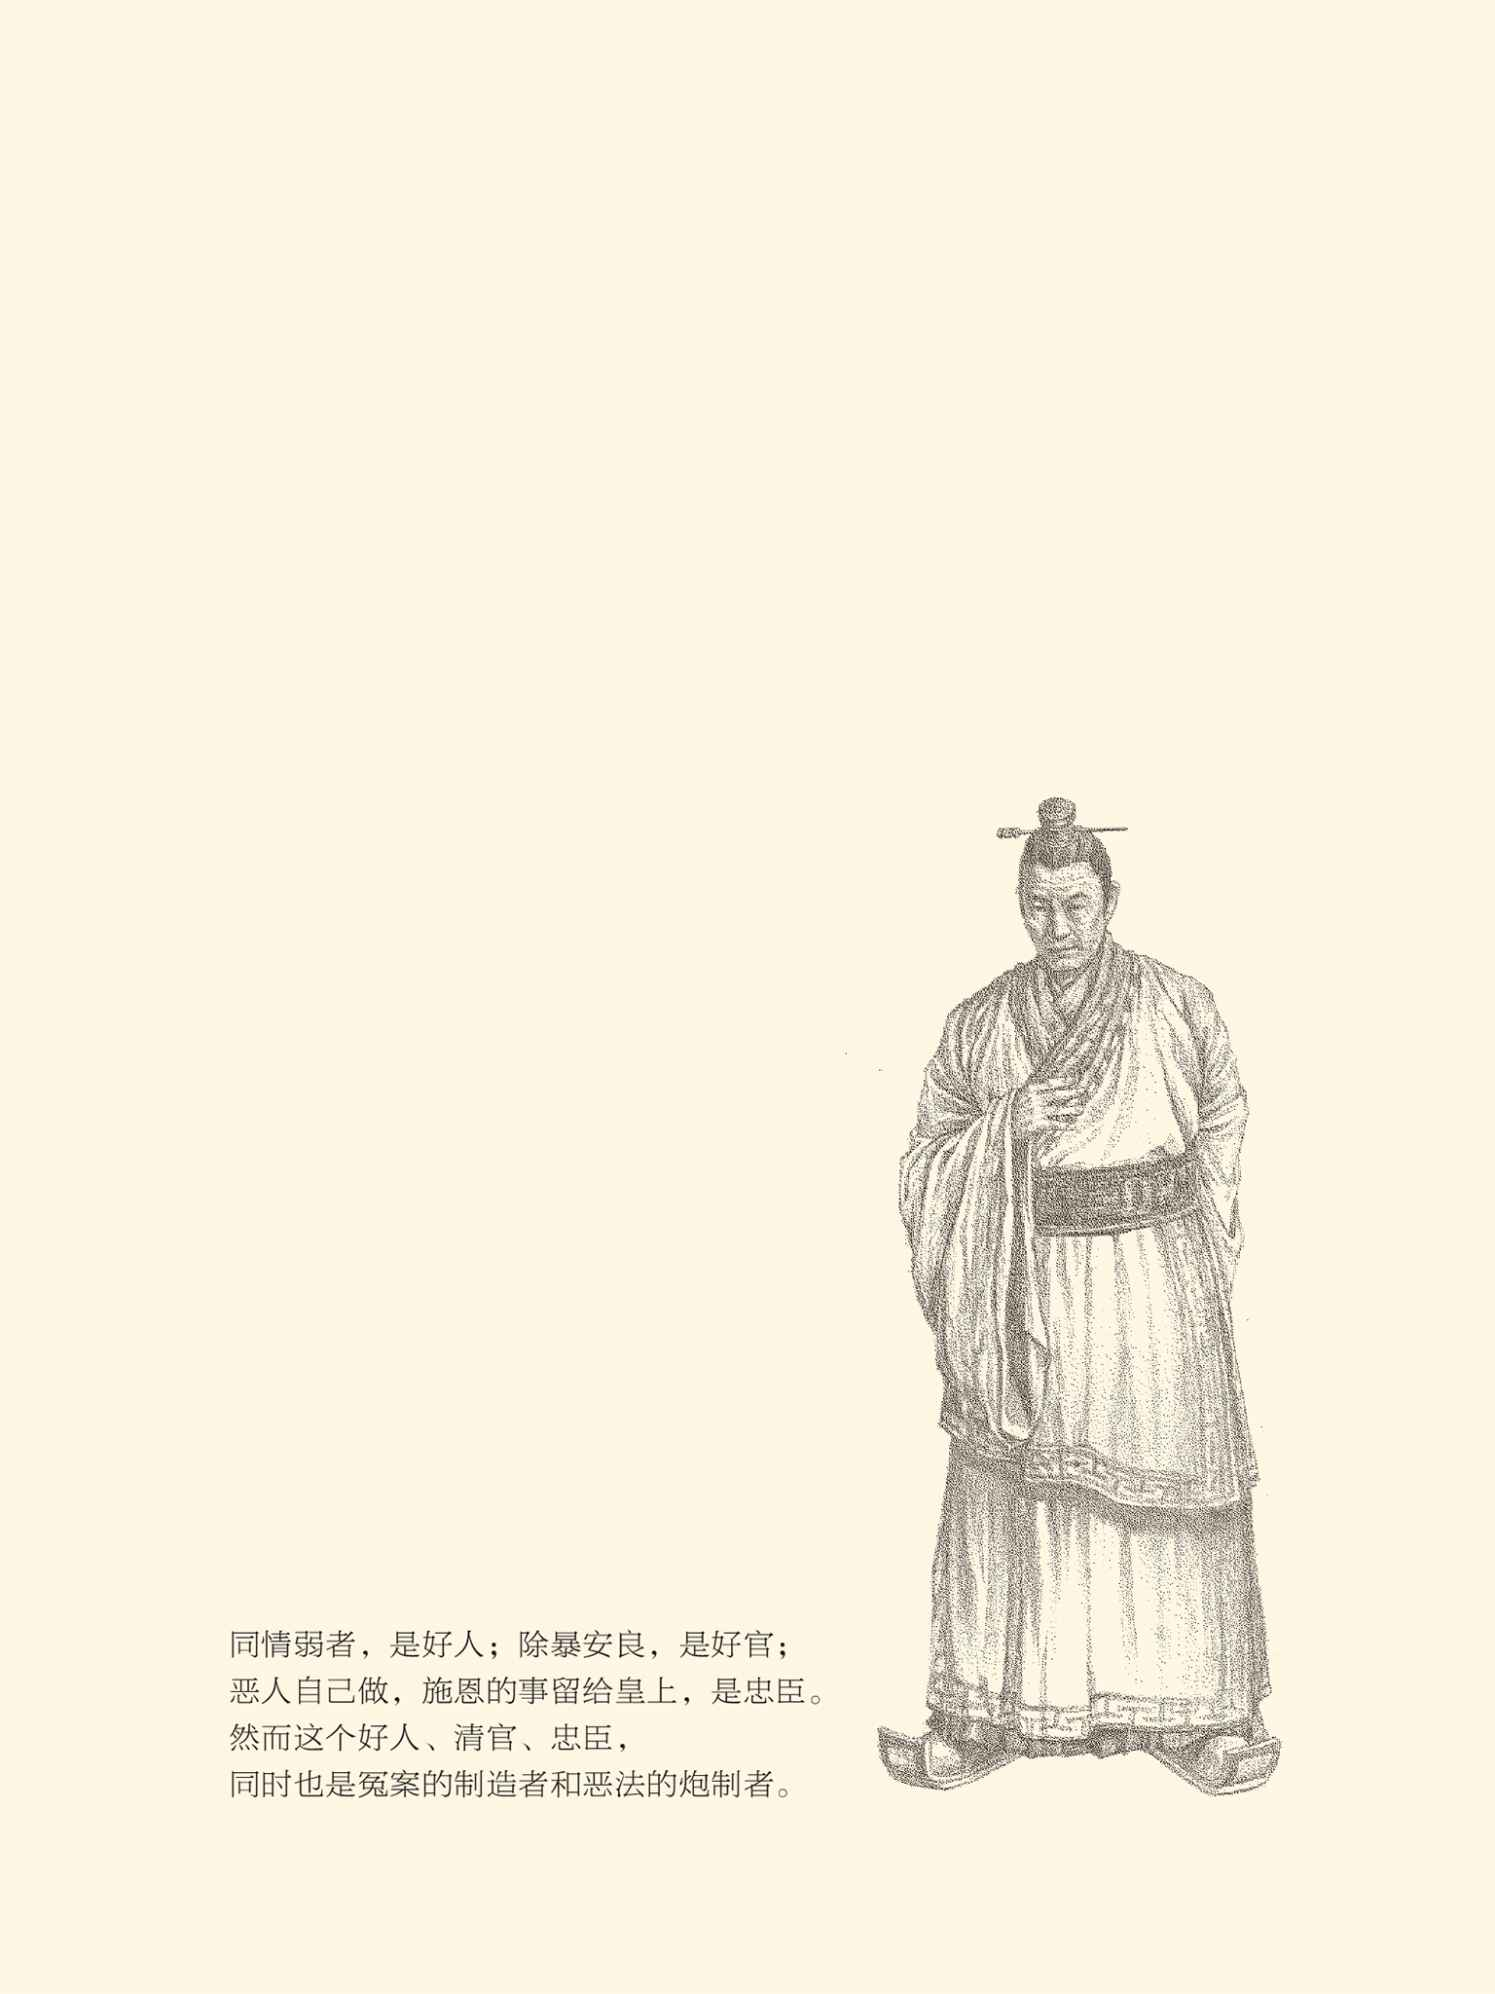 同情弱者，是好人；除暴安良，是好官；
恶人自己做，施恩的事留给皇上，是忠臣。
然而这个好人、清官、忠臣，
同时也是冤案的制造者和恶法的炮制者。